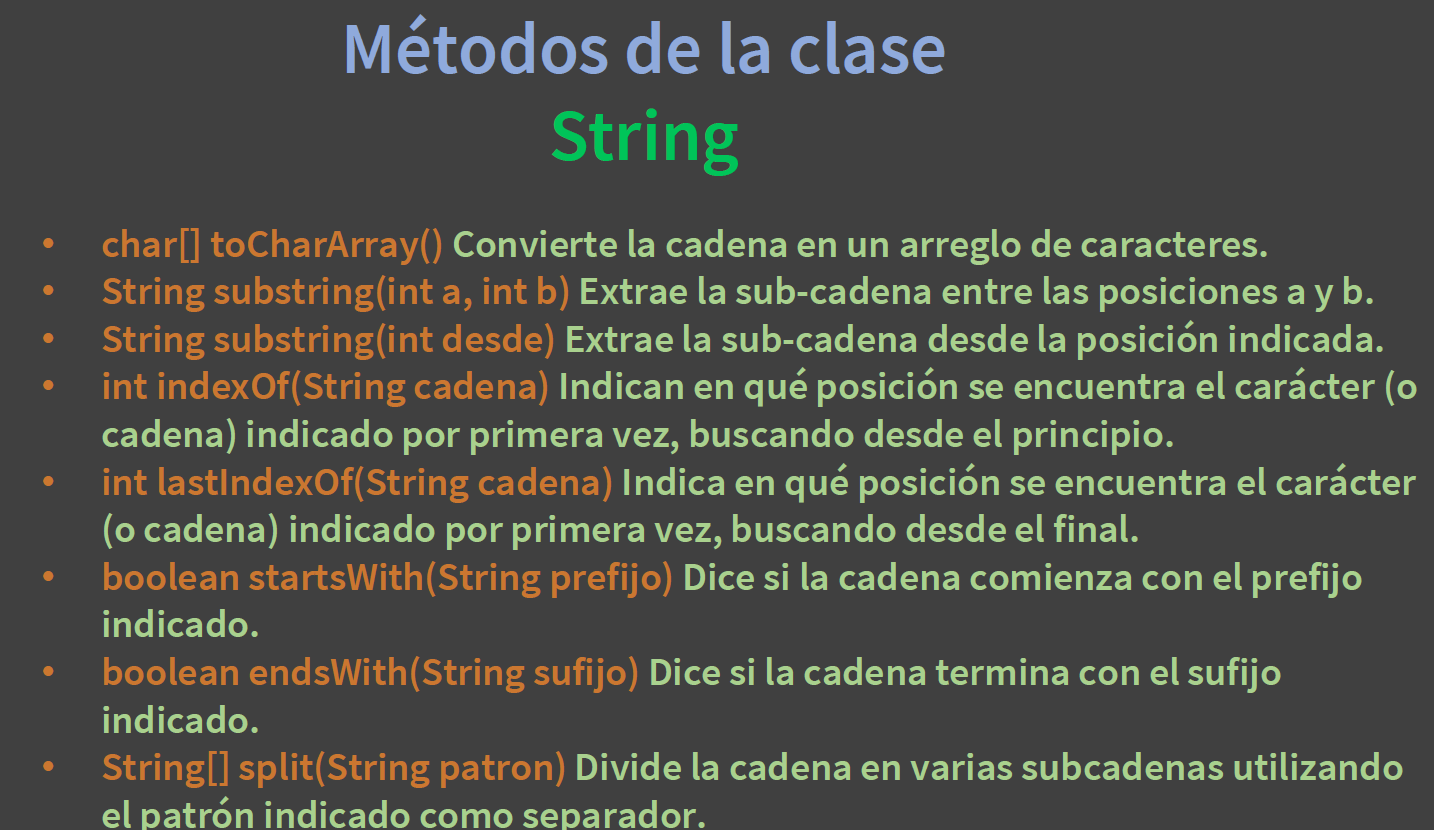 Métodos de la clase
String
• char[] toCharArray() Convierte la cadena en un arreglo de caracteres.
• String substring(int a, int b) Extrae la sub-cadena entre las posiciones a y b.
• String substring(int desde) Extrae la sub-cadena desde la posición indicada.
• int indexOf(String cadena) Indican en qué posición se encuentra el carácter (o
cadena) indicado por primera vez, buscando desde el principio.
• int lastIndexOf(String cadena) Indica en qué posición se encuentra el carácter
(o cadena) indicado por primera vez, buscando desde el final.
• boolean startsWith(String prefijo) Dice si la cadena comienza con el prefijo
indicado.
• boolean endsWith(String sufijo) Dice si la cadena termina con el sufijo
indicado.
• String[] split(String patron) Divide la cadena en varias subcadenas utilizando
el patrón indicado como separador.